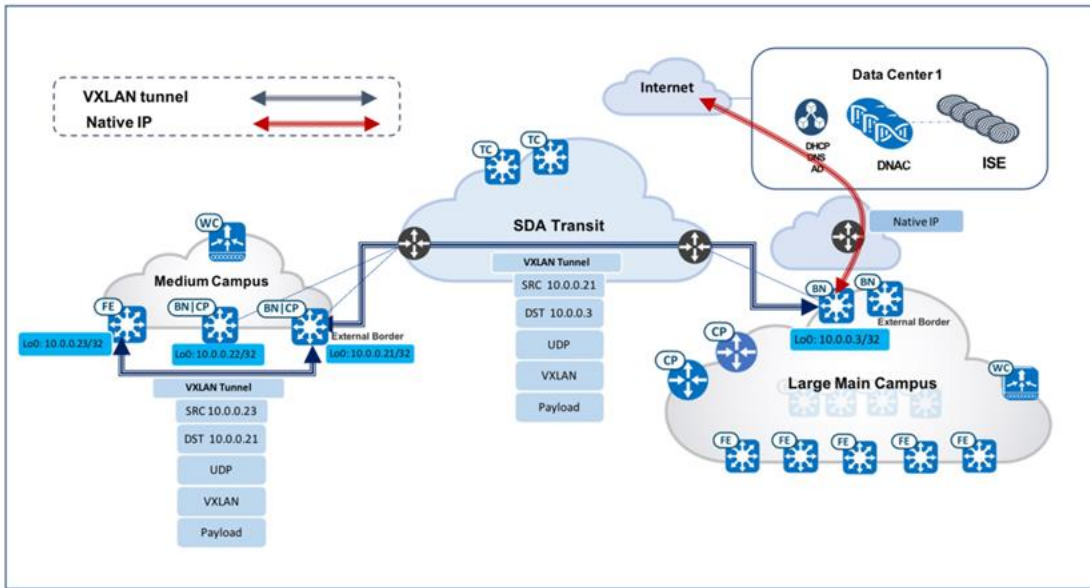 VXLAN tunnel
Native IP
Internet
Data Center 1
DHCP
DNS
AD
DNAC
ISE
TC
TC
SDA Transit
Native IP
WC
Medium Campus
FE
BN|CP
BN|CP
External Border
Lo0: 10.0.0.23/32
Lo0: 10.0.0.22/32
Lo0: 10.0.0.21/32
VXLAN Tunnel
SRC 10.0.0.23
DST 10.0.0.21
UDP
VXLAN
Payload
VXLAN Tunnel
SRC 10.0.0.21
DST 10.0.0.3
UDP
VXLAN
Payload
BN
BN
External Border
Lo0: 10.0.0.3/32
CP
CP
WC
Large Main Campus
FE
FE
FE
FE
FE